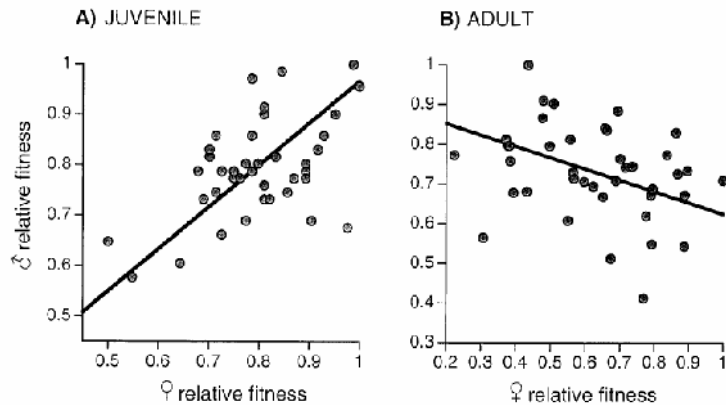 A) JUVENILE
B) ADULT
♂ relative fitness
1
0.9
0.8
0.7
0.6
0.5
0.5 0.6 0.7 0.8 0.9 1
♀ relative fitness
1
0.9
0.8
0.7
0.6
0.5
0.4
0.3
0.2 0.3 0.4 0.5 0.6 0.7 0.8 0.9 1
♀ relative fitness